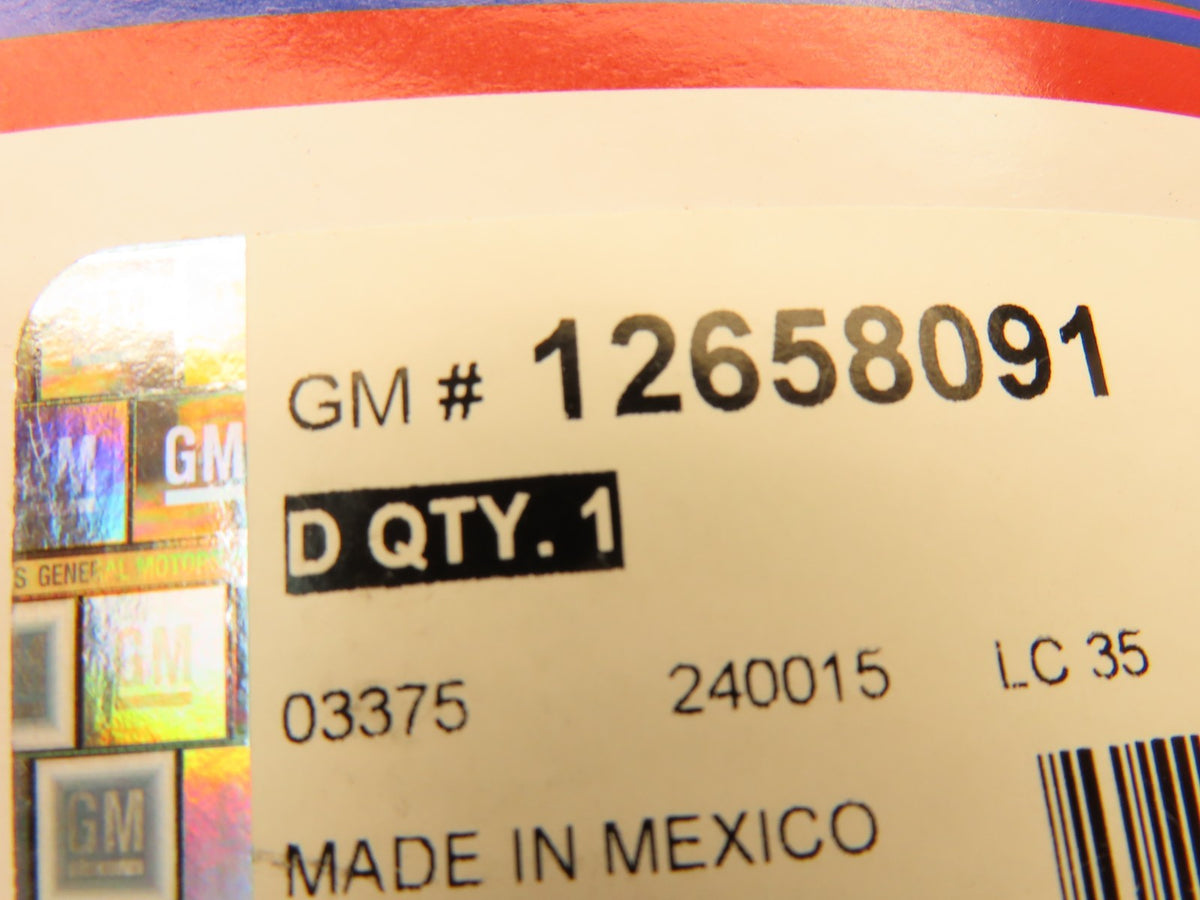 GM # 12658091
D QTY. 1
03375 240015 LC 35
MADE IN MEXICO
GM
GM
S GENERAL MOTORS
GM
GM